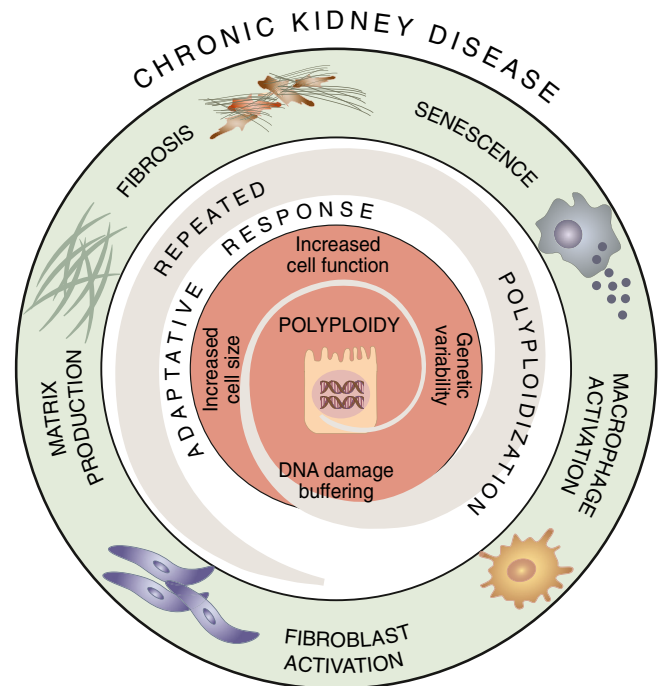 CHRONIC KIDNEY DISEASE
FIBROSIS
SENESCENCE
REPEATED
POLYPLOIDIZATION
ADAPTATIVE RESPONSE
Increased
cell function
POLYPLOIDY
Increased
cell size
Genetic
variability
DNA damage
buffering
MATRIX
PRODUCTION
MACROPHAGE
ACTIVATION
FIBROBLAST
ACTIVATION